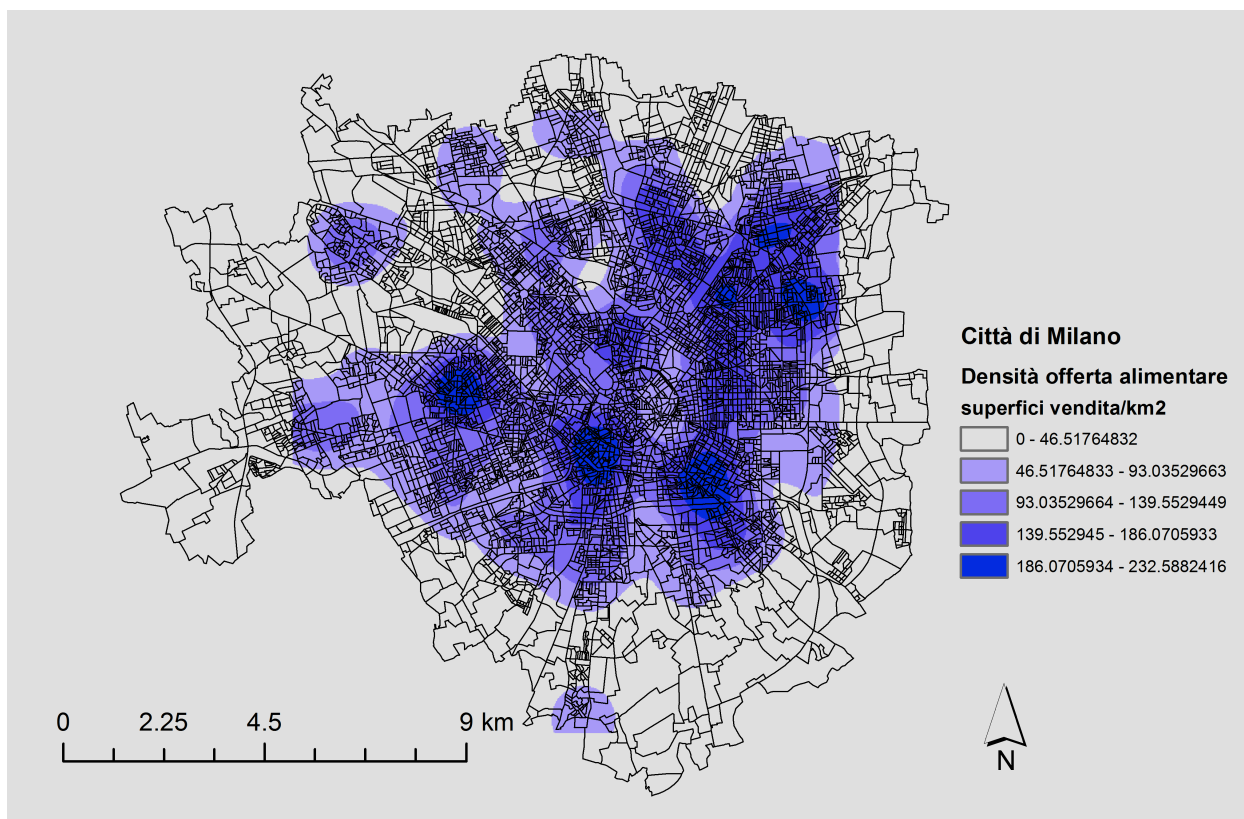 Città di Milano
Densità offerta alimentare
superfici vendita/km2
0 - 46.51764832
46.51764833 - 93.03529663
93.03529664 - 139.5529449
139.552945 - 186.0705933
186.0705934 - 232.5882416
0 2.25 4.5 9 km
N